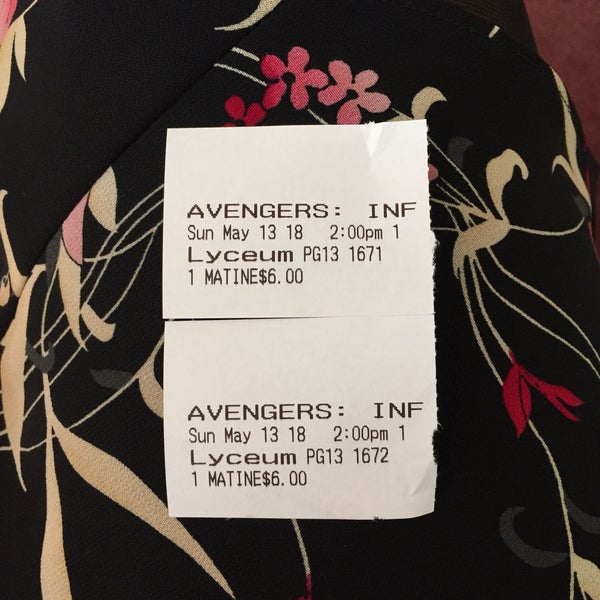 AVENGERS: INF
Sun May 13 18 2:00pm 1
Lyceum PG13 1671
1 MATINE$6.00
AVENGERS: INF
Sun May 13 18 2:00pm 1
Lyceum PG13 1672
1 MATINE$6.00